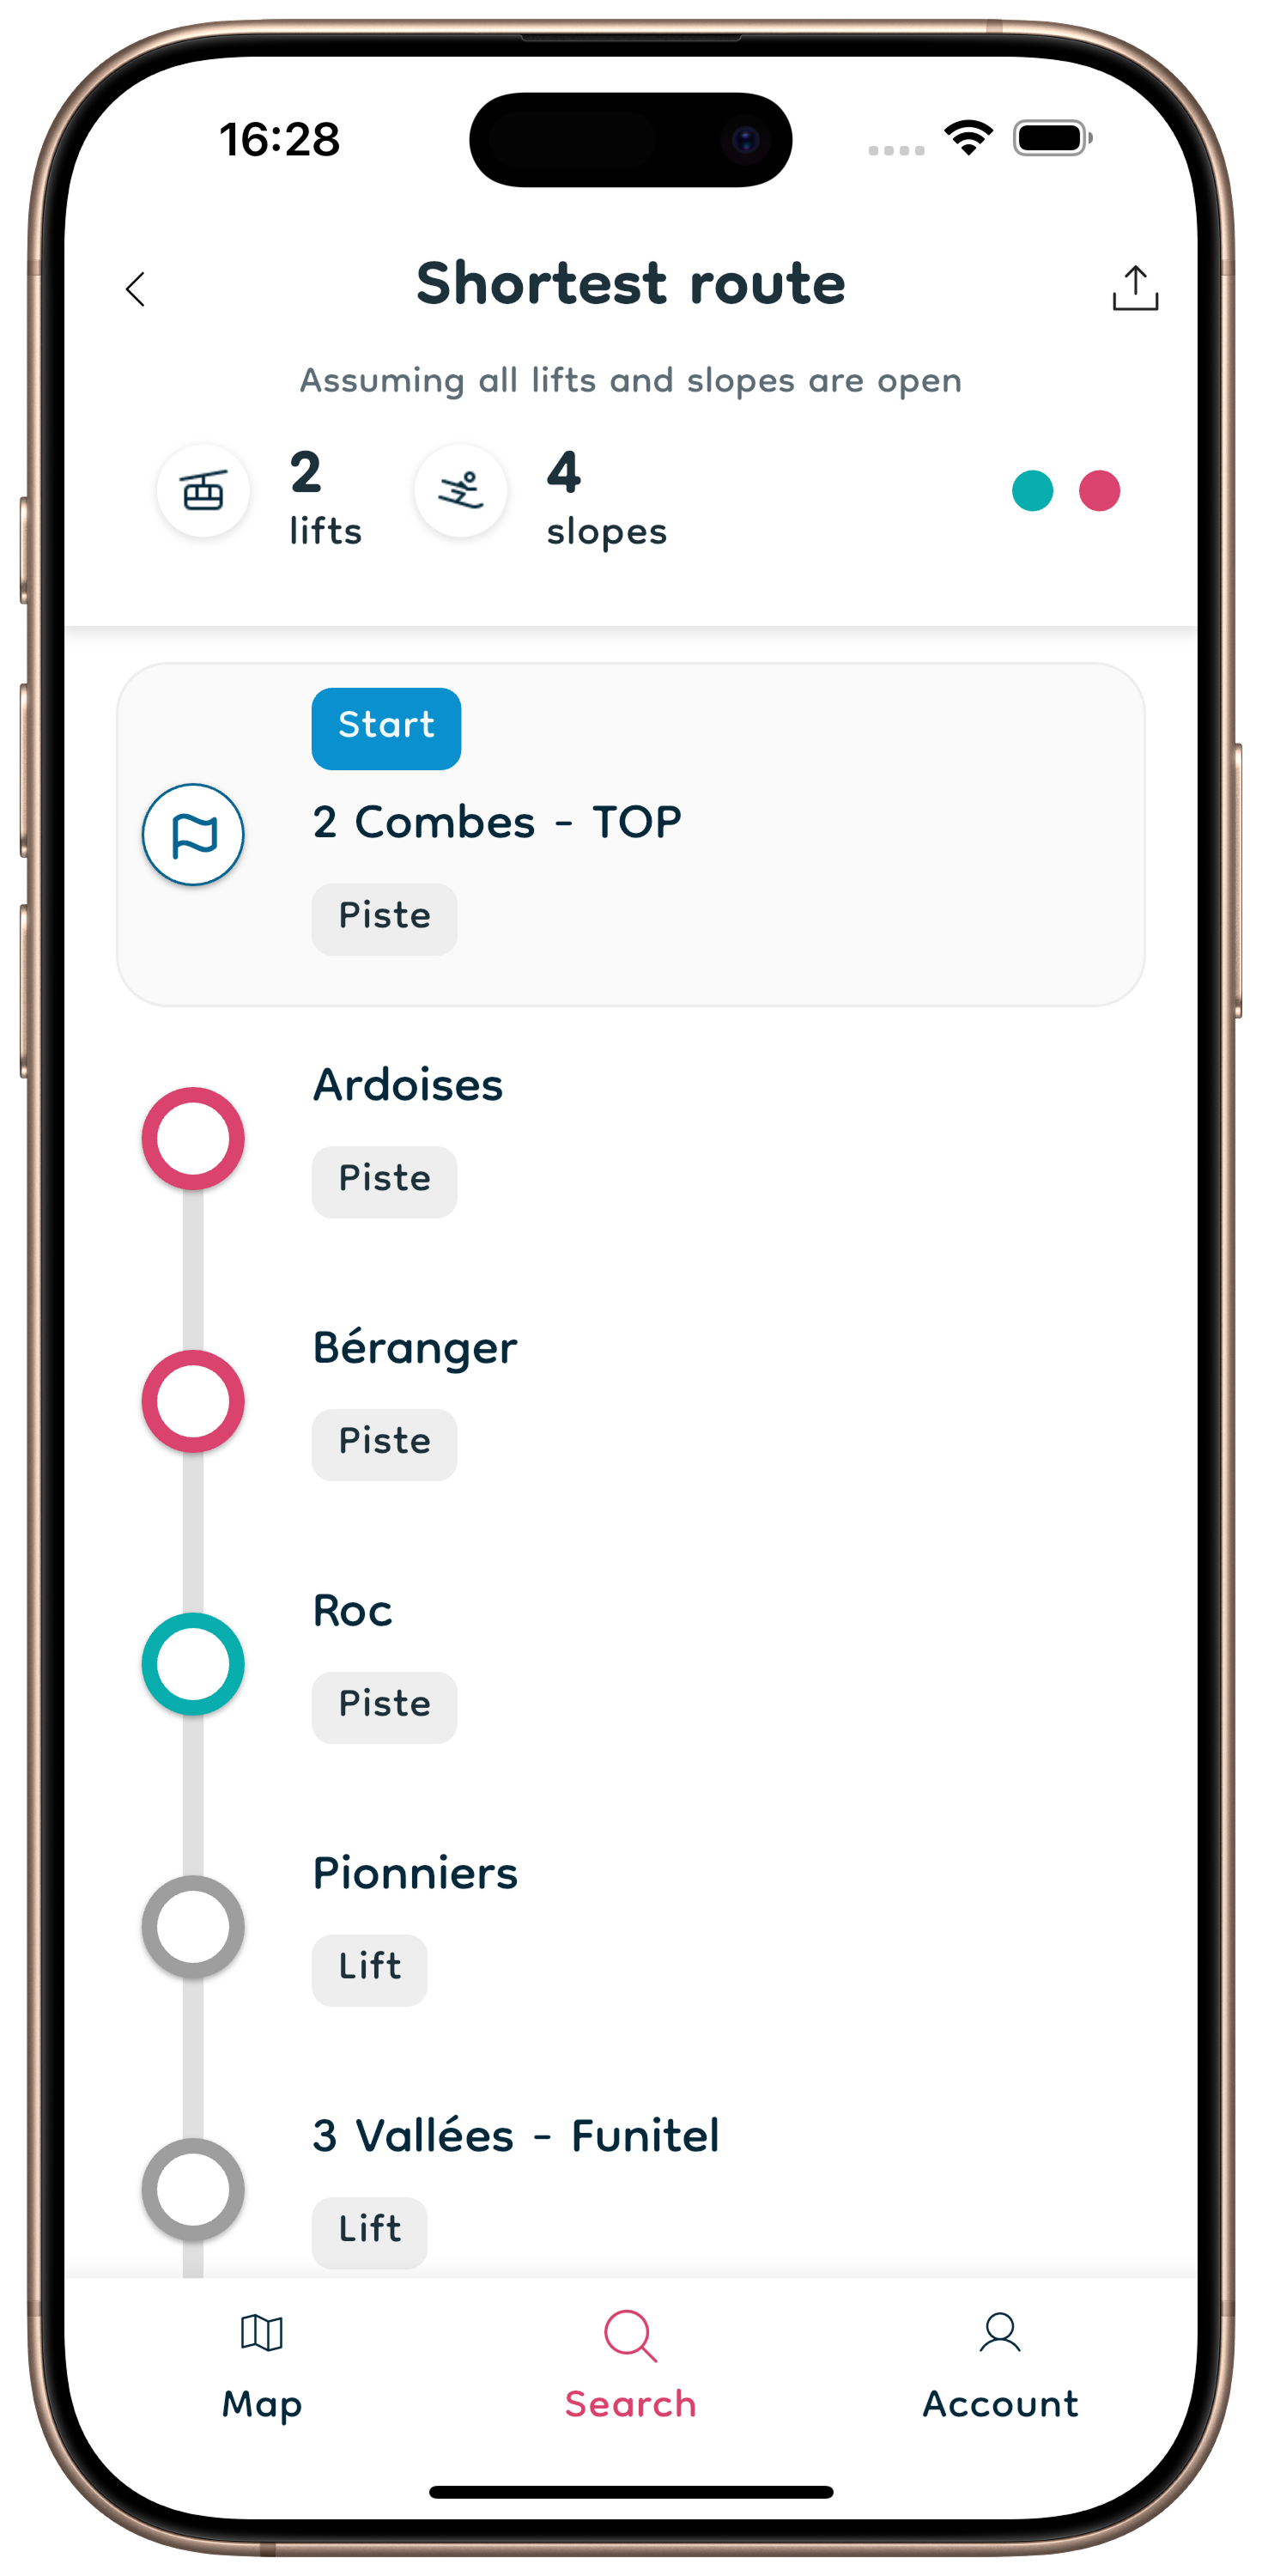 16:28
Shortest route
Assuming all lifts and slopes are open
2
lifts
4
slopes
Start
2 Combes - TOP
Piste
Ardoises
Piste
Béranger
Piste
Roc
Piste
Pionniers
Lift
3 Vallées - Funitel
Lift
Map
Search
Account